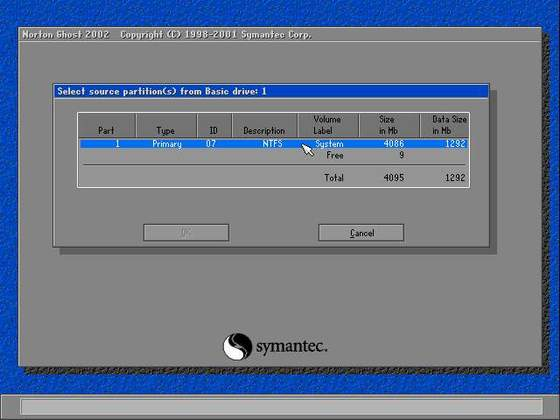 Norton Ghost 2002 Copyright (C) 1998-2001 Symantec Corp.
Select source partition(s) from Basic drive: 1
Part Type ID Description Volume Label Size in Mb Data Size in Mb
1 Primary 07 NTFS System 4086 1292
Free 9
Total 4095 1292
OK Cancel
symantec.